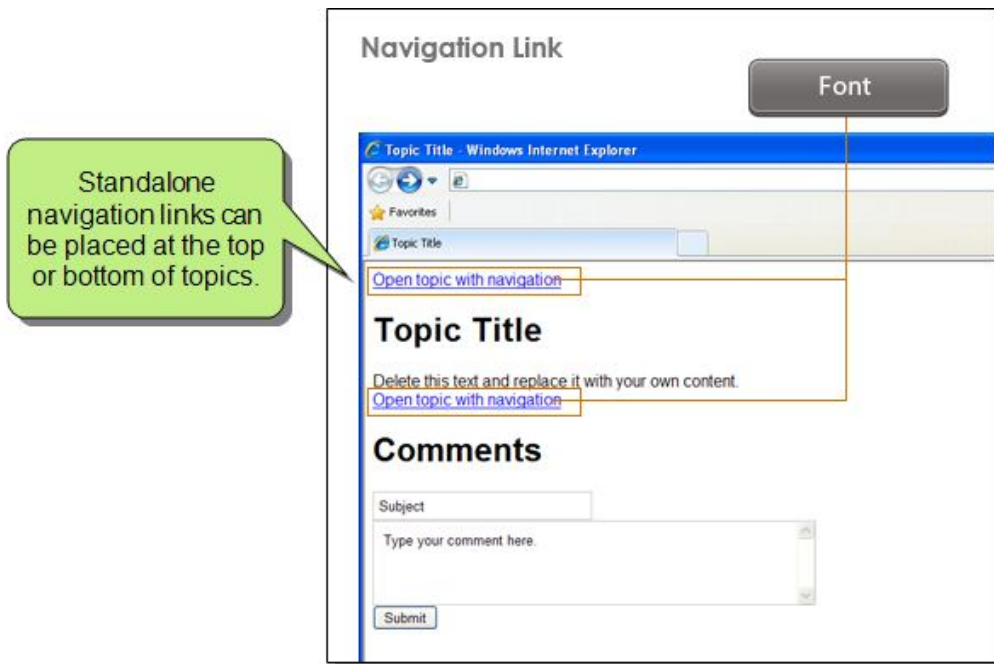 Navigation Link
Font
Standalone
navigation links can
be placed at the top
or bottom of topics.
Topic Title - Windows Internet Explorer
Favorites
Topic Title
Open topic with navigation
Topic Title
Delete this text and replace it with your own content.
Open topic with navigation
Comments
Subject
Type your comment here.
Submit